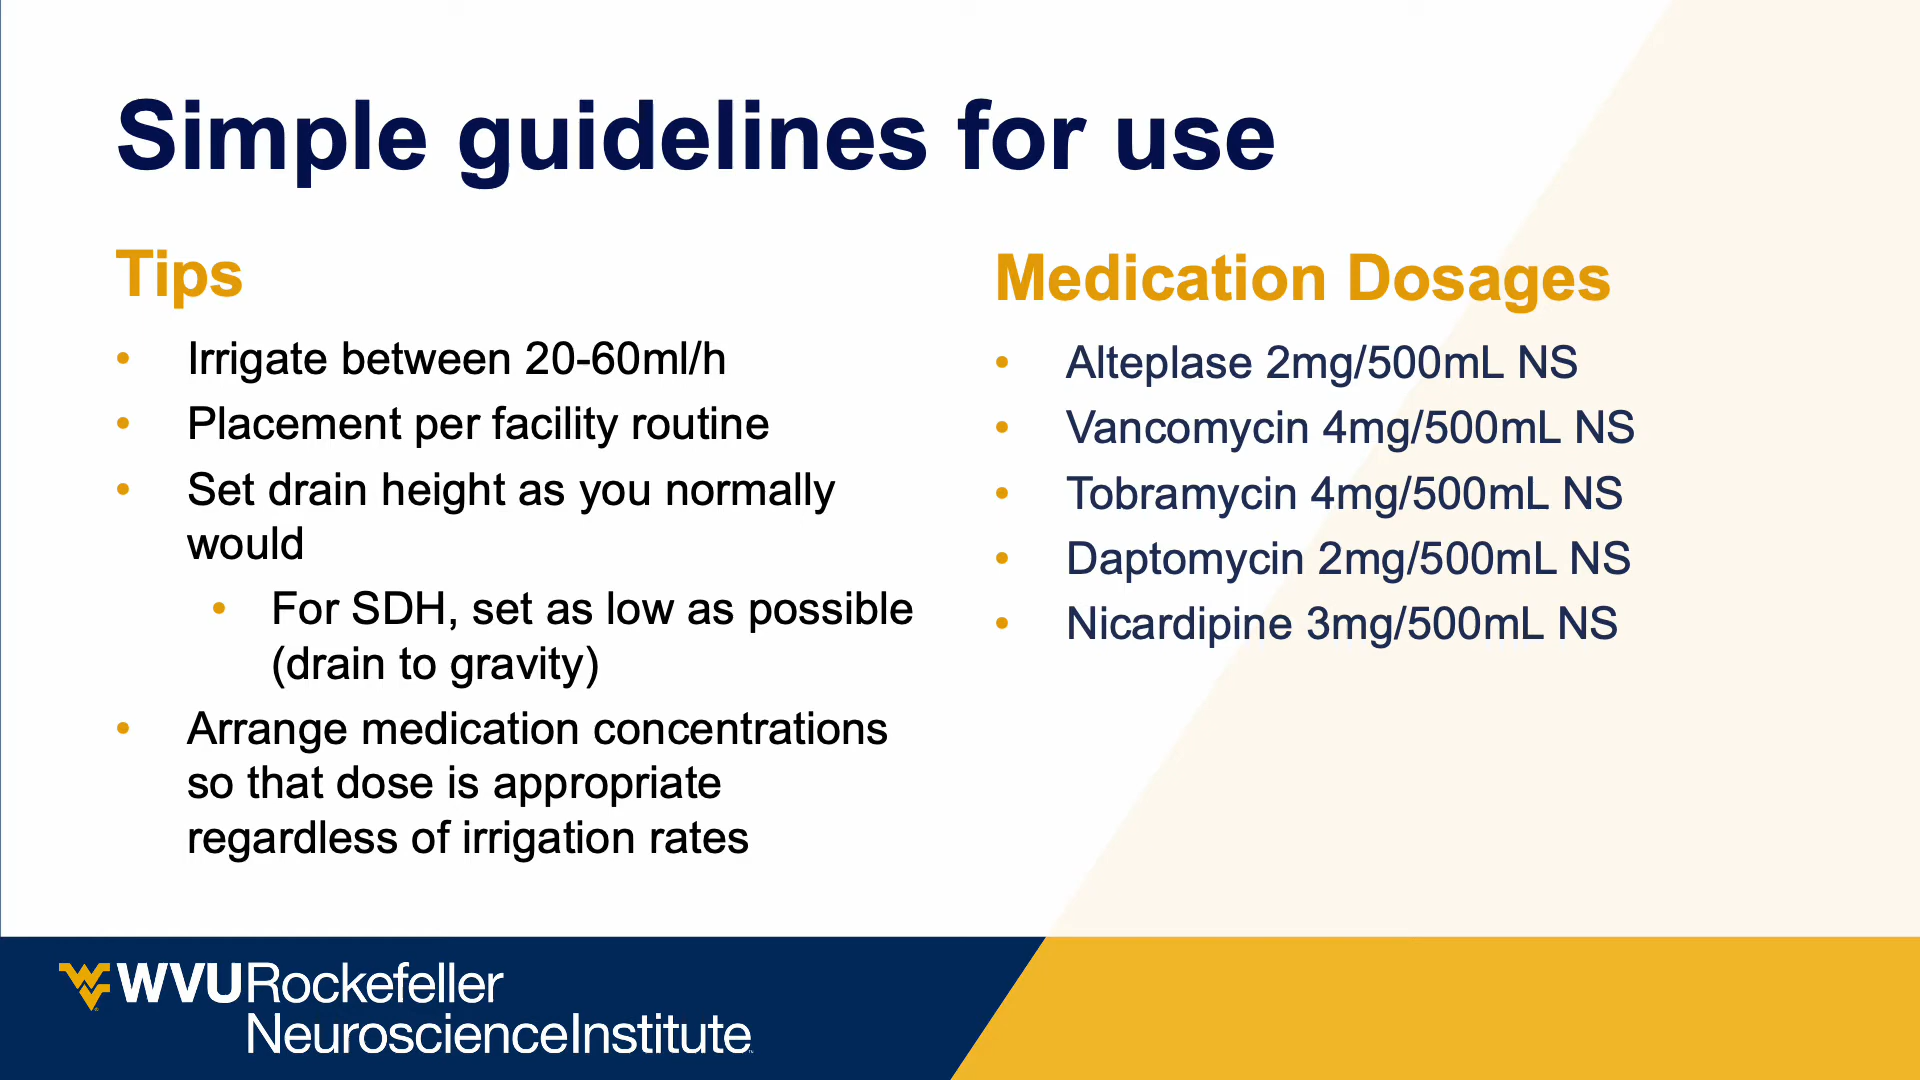 Simple guidelines for use
Tips
• Irrigate between 20-60ml/h
• Placement per facility routine
• Set drain height as you normally
would
• For SDH, set as low as possible
(drain to gravity)
• Arrange medication concentrations
so that dose is appropriate
regardless of irrigation rates
Medication Dosages
• Alteplase 2mg/500mL NS
• Vancomycin 4mg/500mL NS
• Tobramycin 4mg/500mL NS
• Daptomycin 2mg/500mL NS
• Nicardipine 3mg/500mL NS
WVURockefeller
NeuroscienceInstitute